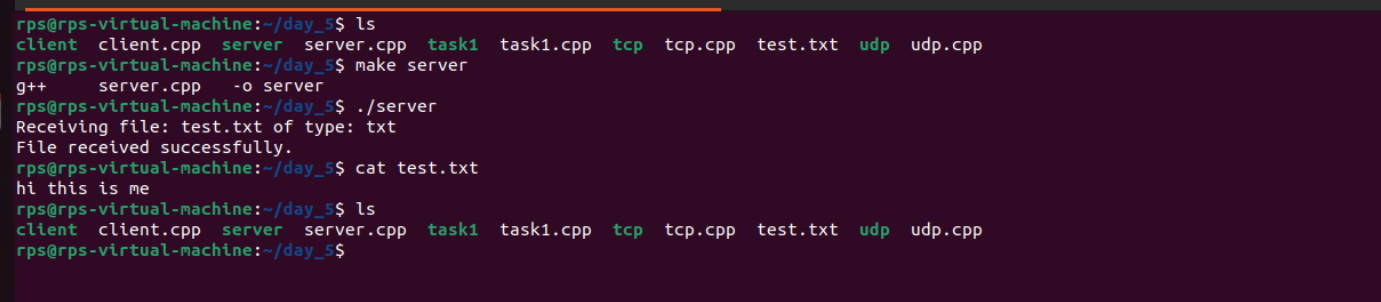 rps@rps-virtual-machine:~/day_5$ ls
client  client.cpp  server  server.cpp  task1  task1.cpp  tcp  tcp.cpp  test.txt  udp  udp.cpp
rps@rps-virtual-machine:~/day_5$ make server
g++     server.cpp   -o server
rps@rps-virtual-machine:~/day_5$ ./server
Receiving file: test.txt of type: txt
File received successfully.
rps@rps-virtual-machine:~/day_5$ cat test.txt
hi this is me
rps@rps-virtual-machine:~/day_5$ ls
client  client.cpp  server  server.cpp  task1  task1.cpp  tcp  tcp.cpp  test.txt  udp  udp.cpp
rps@rps-virtual-machine:~/day_5$